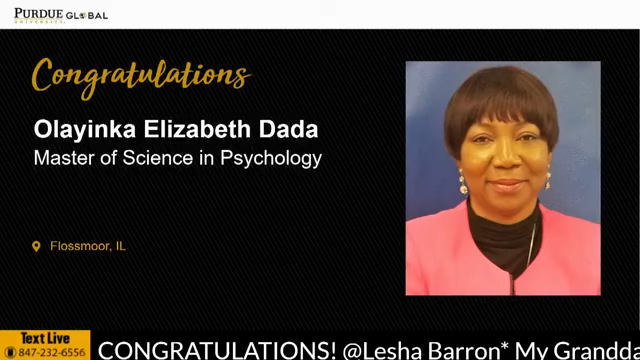 PURDUE GLOBAL
UNIVERSITY
Congratulations
Olayinka Elizabeth Dada
Master of Science in Psychology
Flossmoor, IL
Text Live
847-232-6556
CONGRATULATIONS! @Lesha Barron* My Grandda